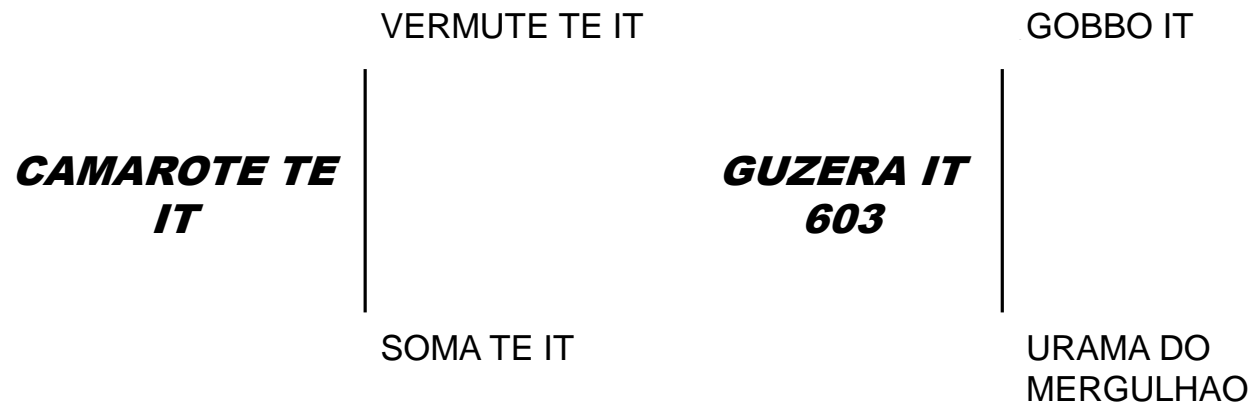 VERMUTE TE IT
GOBBO IT
CAMAROTE TE
IT
GUZERA IT
603
SOMA TE IT
URAMA DO
MERGULHAO